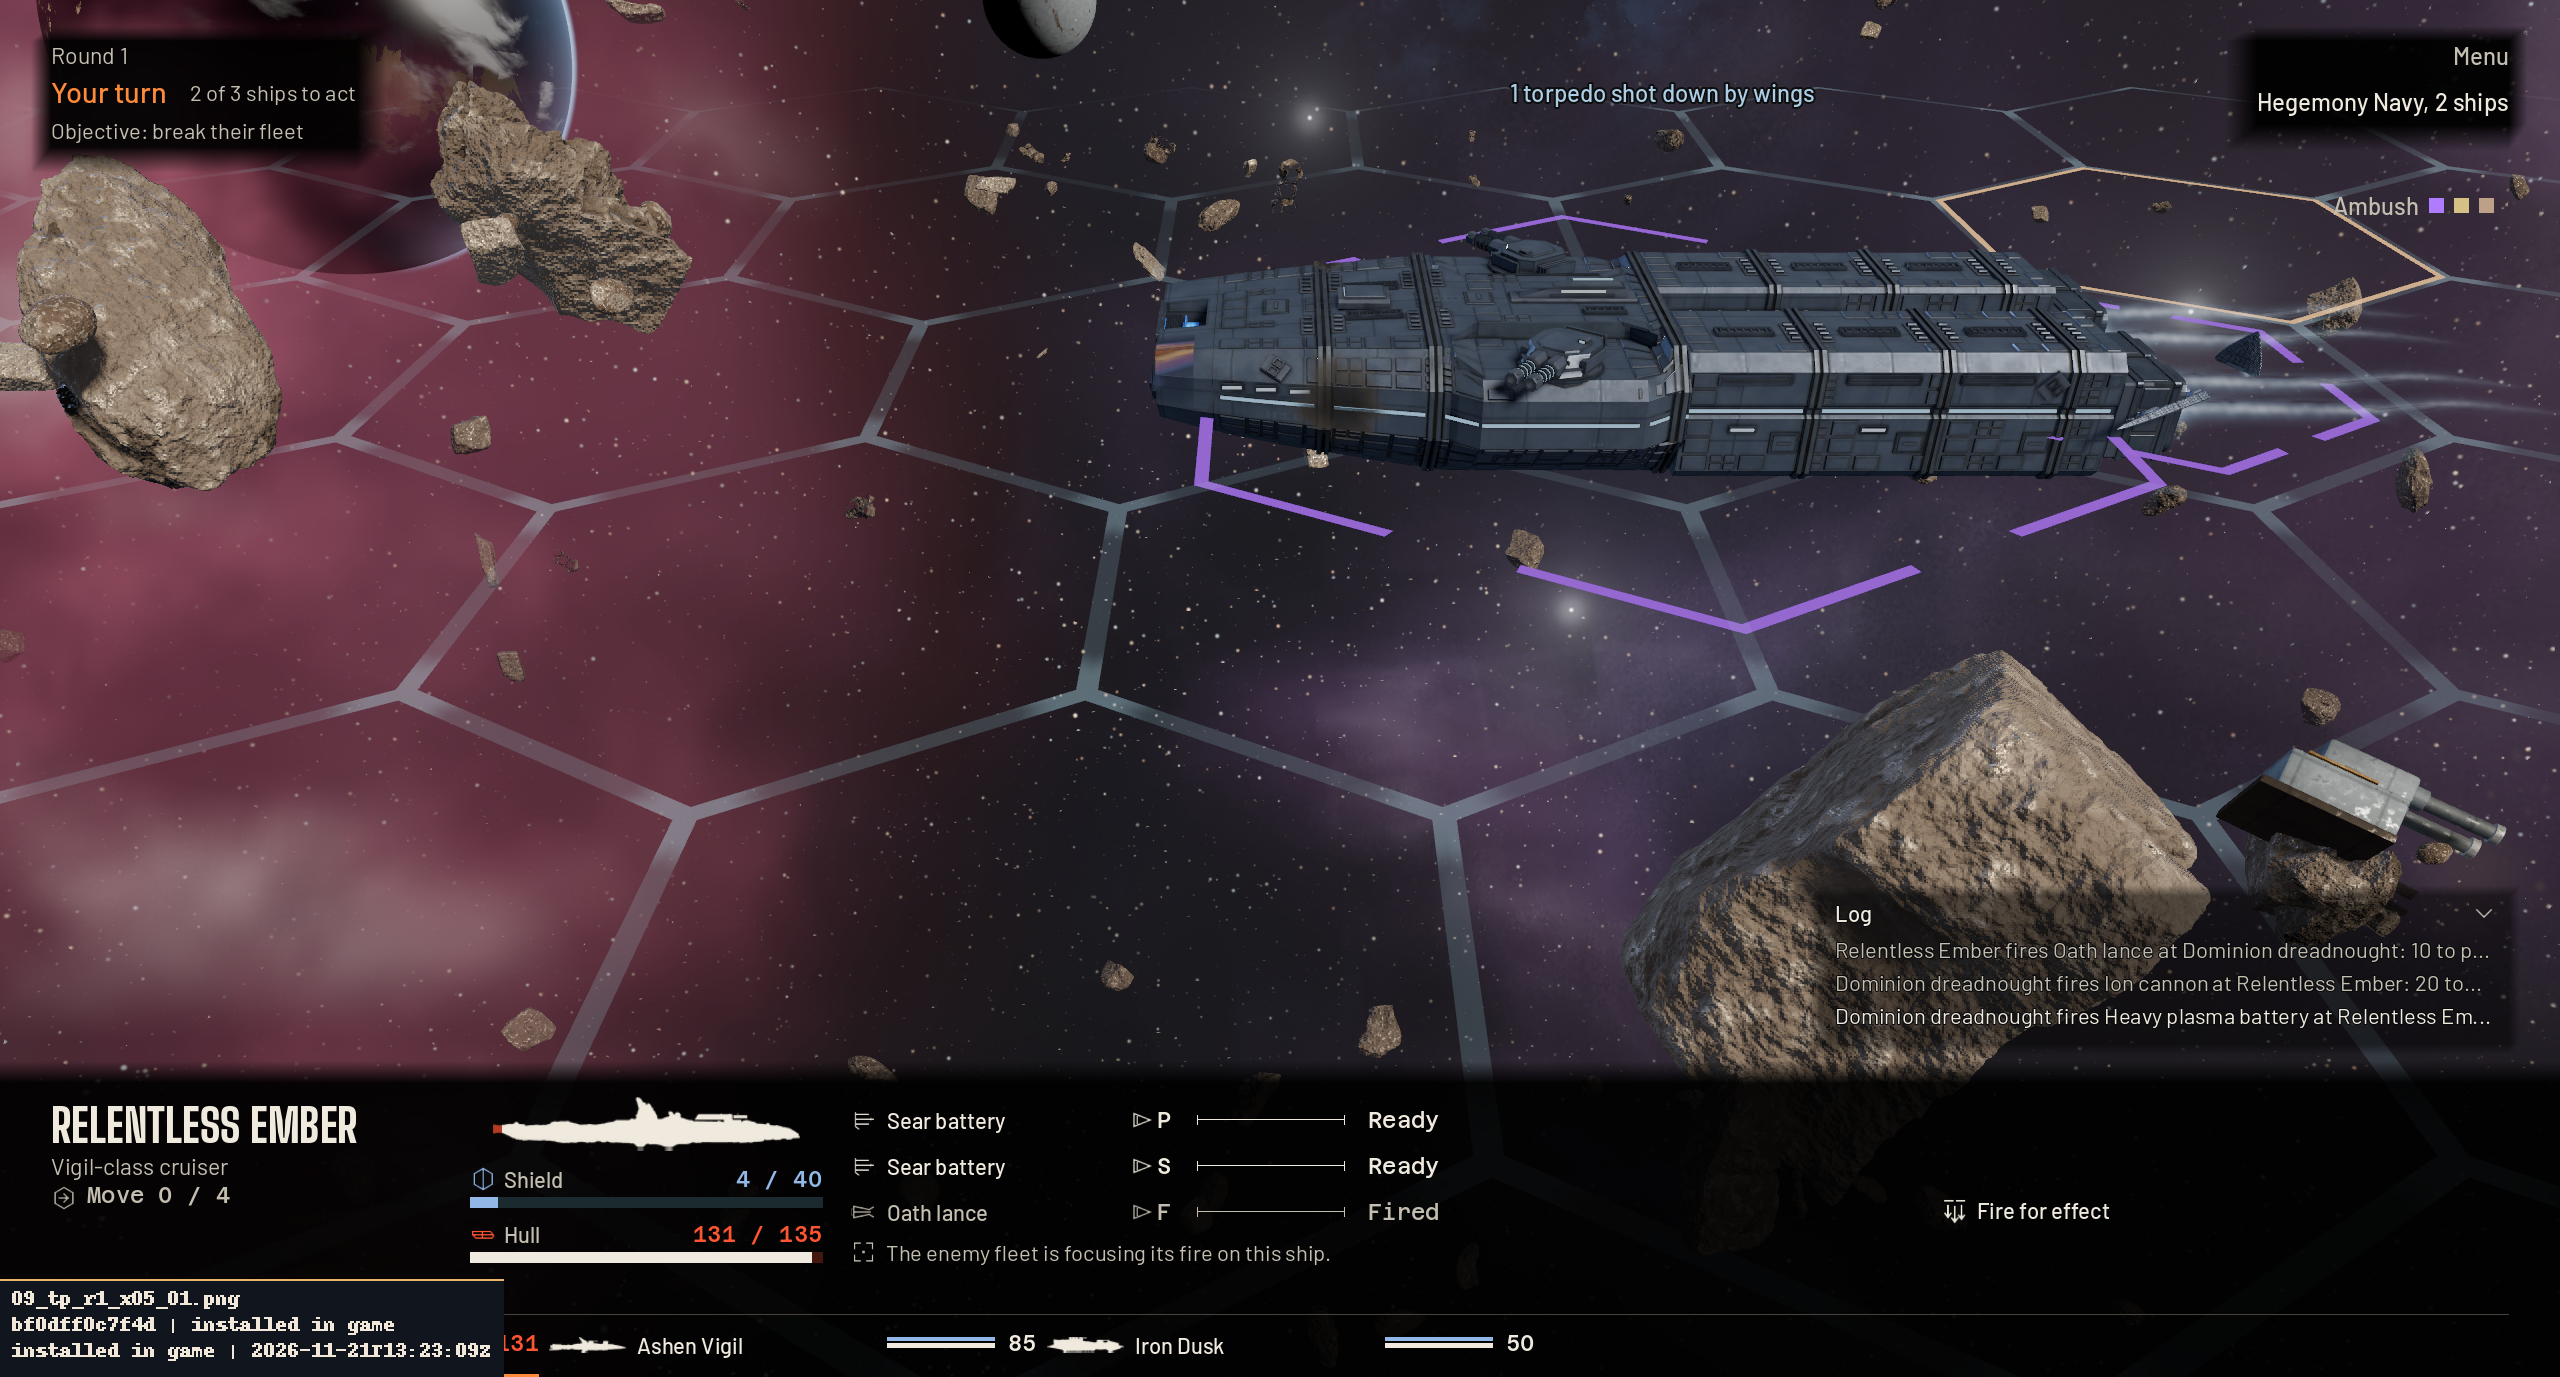 Round 1
Your turn 2 of 3 ships to act
Objective: break their fleet
1 torpedo shot down by wings
Menu
Hegemony Navy, 2 ships
Ambush
Log
Relentless Ember fires Oath lance at Dominion dreadnought: 10 to p...
Dominion dreadnought fires Ion cannon at Relentless Ember: 20 to...
Dominion dreadnought fires Heavy plasma battery at Relentless Em...
RELENTLESS EMBER
Vigil-class cruiser
Move 0 / 4
Shield 4 / 40
Hull 131 / 135
Sear battery P Ready
Sear battery S Ready
Oath lance F Fired
The enemy fleet is focusing its fire on this ship.
Fire for effect
09_tp_r1_x05_01.png
bf0dff0c7f4d | installed in game
installed in game | 2026-11-21r13:23:09z
131 Ashen Vigil 85 Iron Dusk 50